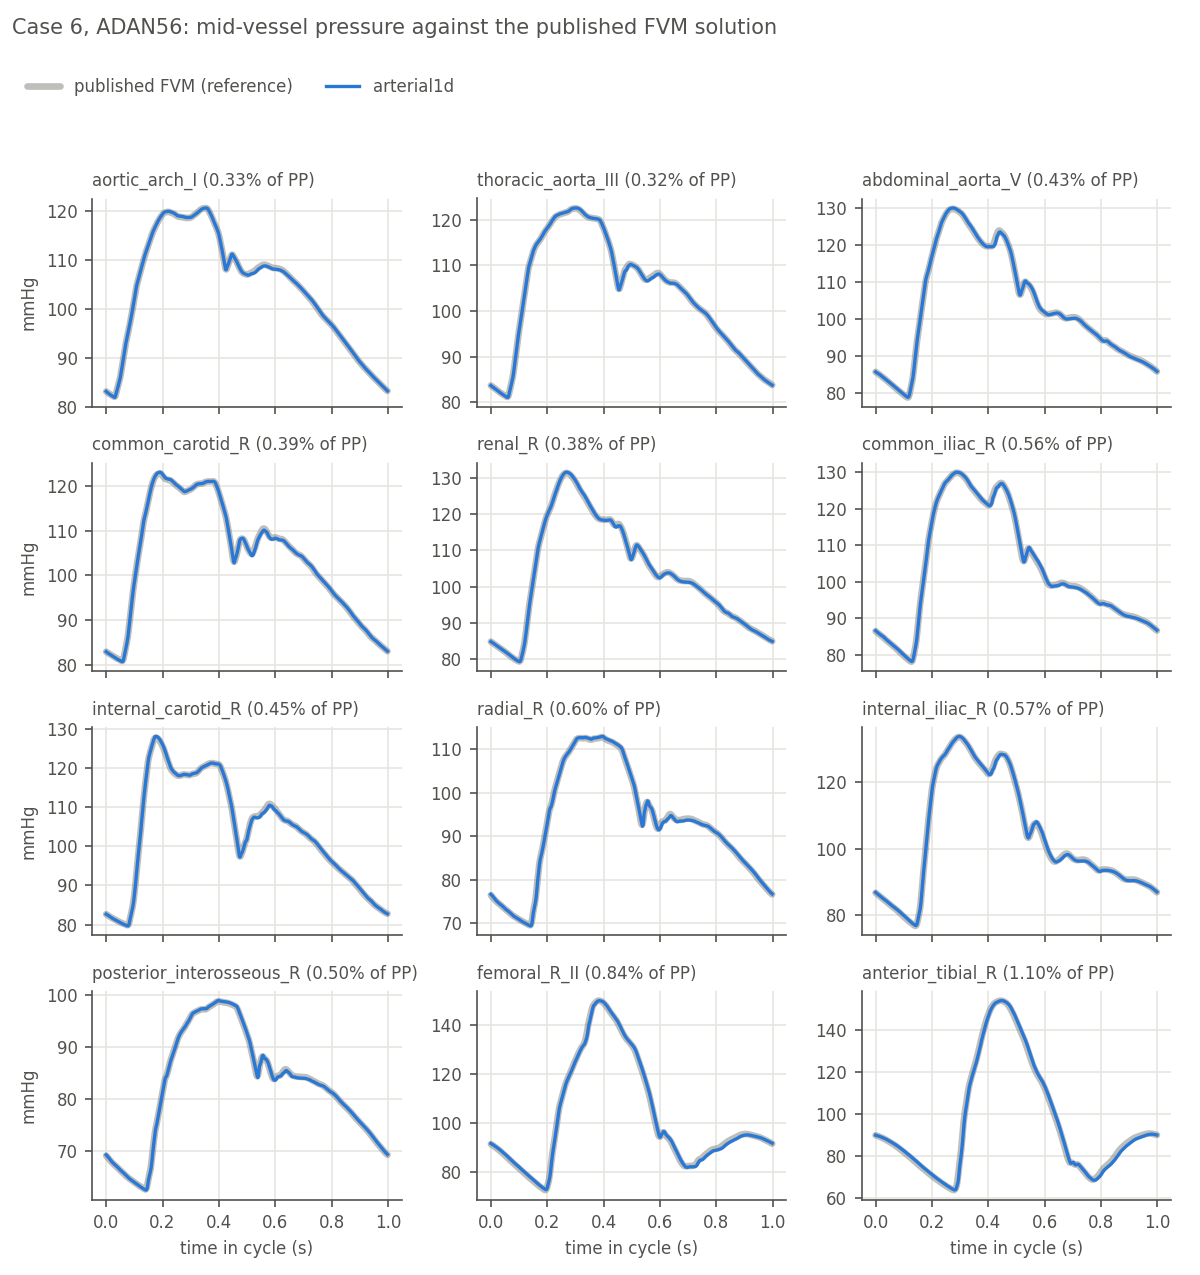 Case 6, ADAN56: mid-vessel pressure against the published FVM solution
published FVM (reference)
arterial1d
aortic_arch_I (0.33% of PP)
120
110
100
90
80
mmHg
thoracic_aorta_III (0.32% of PP)
120
110
100
90
80
abdominal_aorta_V (0.43% of PP)
130
120
110
100
90
80
common_carotid_R (0.39% of PP)
120
110
100
90
80
mmHg
renal_R (0.38% of PP)
130
120
110
100
90
80
common_iliac_R (0.56% of PP)
130
120
110
100
90
80
internal_carotid_R (0.45% of PP)
130
120
110
100
90
80
mmHg
radial_R (0.60% of PP)
110
100
90
80
70
internal_iliac_R (0.57% of PP)
120
100
80
posterior_interosseous_R (0.50% of PP)
100
90
80
70
mmHg
0.0 0.2 0.4 0.6 0.8 1.0
time in cycle (s)
femoral_R_II (0.84% of PP)
140
120
100
80
0.0 0.2 0.4 0.6 0.8 1.0
time in cycle (s)
anterior_tibial_R (1.10% of PP)
140
120
100
80
60
0.0 0.2 0.4 0.6 0.8 1.0
time in cycle (s)